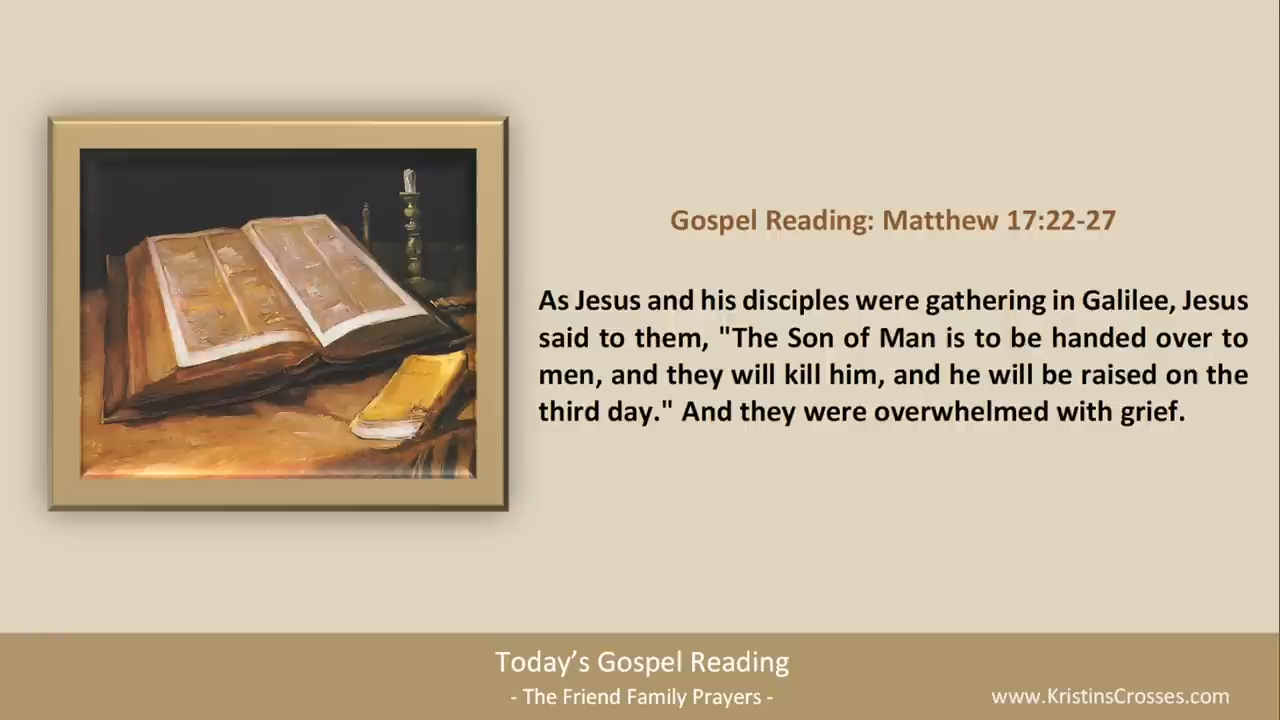 Gospel Reading: Matthew 17:22-27
As Jesus and his disciples were gathering in Galilee, Jesus
said to them, "The Son of Man is to be handed over to
men, and they will kill him, and he will be raised on the
third day." And they were overwhelmed with grief.
Today’s Gospel Reading
- The Friend Family Prayers -
www.KristinsCrosses.com